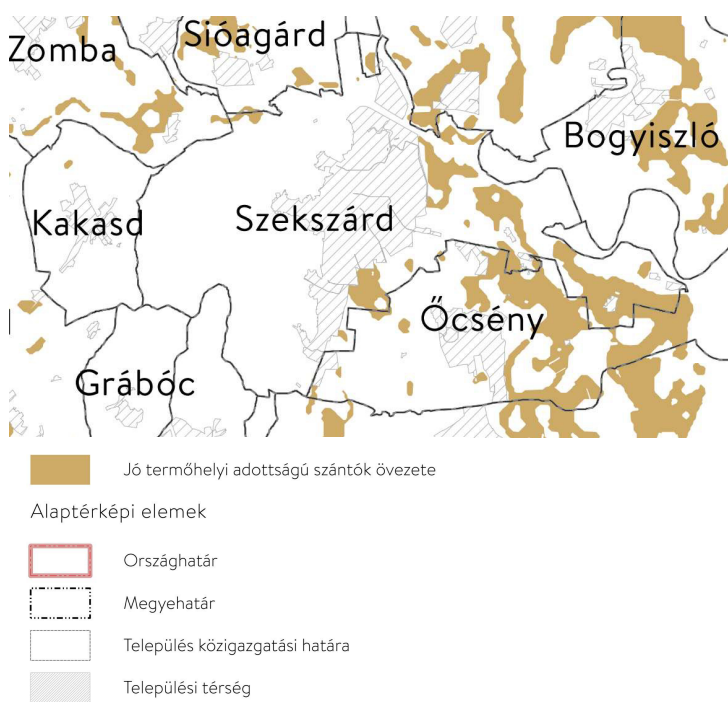 Sióagárd
Zomba
Bogyiszló
Kakasd
Szekszárd
Őcsény
Grábóc
Jó termőhelyi adottságú szántók övezete
Alaptérképi elemek
Országhatár
Megyehatár
Település közigazgatási határa
Települési térség